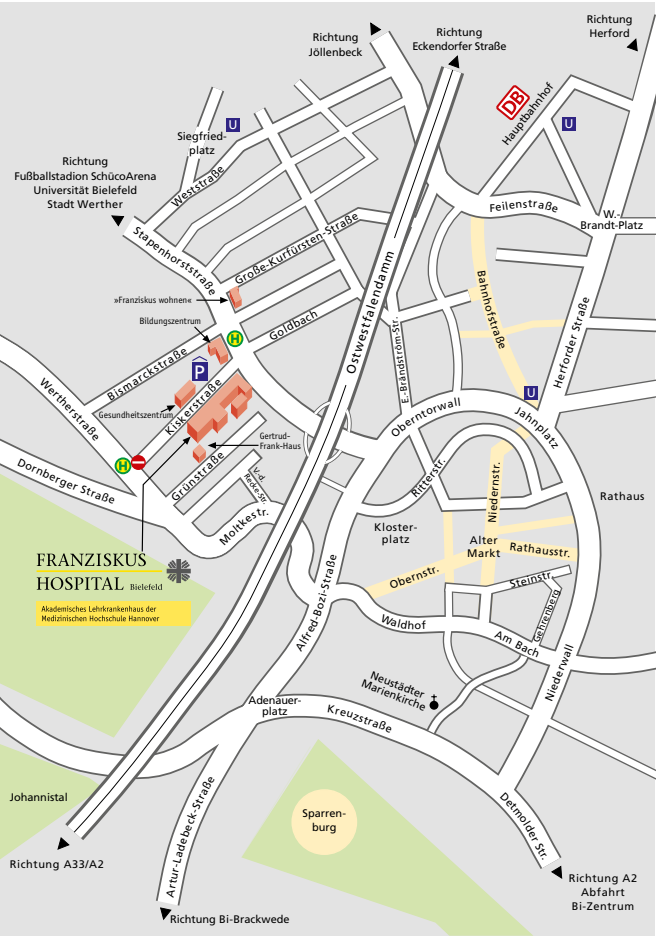 Richtung
Jöllenbeck
Richtung
Eckendorfer Straße
Richtung
Herford
DB
Hauptbahnhof
U
U
Siegfried-
platz
Richtung
Fußballstadion SchücoArena
Universität Bielefeld
Stadt Werther
Weststraße
Stapenhorststraße
Feilenstraße
W.-
Brandt-Platz
Große-Kurfürsten-Straße
Ostwestfalendamm
Bahnhofstraße
»Franziskus wohnen«
Bildungszentrum
H
Goldbach
E.-Brandström-Str.
Herforder Straße
Bismarckstraße
P
Wertherstraße
Gesundheitszentrum
Kiskerstraße
U
Jahnplatz
Oberntorwall
Gertrud-
Frank-Haus
H
Grünstraße
V.-d.
Recke-Str.
Ritterstr.
Niedernstr.
Rathaus
Dornberger Straße
Moltkestr.
Kloster-
platz
Alter
Markt
Rathausstr.
FRANZISKUS
HOSPITAL Bielefeld
Akademisches Lehrkrankenhaus der
Medizinischen Hochschule Hannover
Obernstr.
Steinstr.
Gehrenberg
Alfred-Bozi-Straße
Waldhof
Am Bach
Niederwall
Neustädter
Marienkirche
Adenauer-
platz
Kreuzstraße
Johannistal
Sparren-
burg
Detmolder Str.
Artur-Ladebeck-Straße
Richtung A33/A2
Richtung Bi-Brackwede
Richtung A2
Abfahrt
Bi-Zentrum